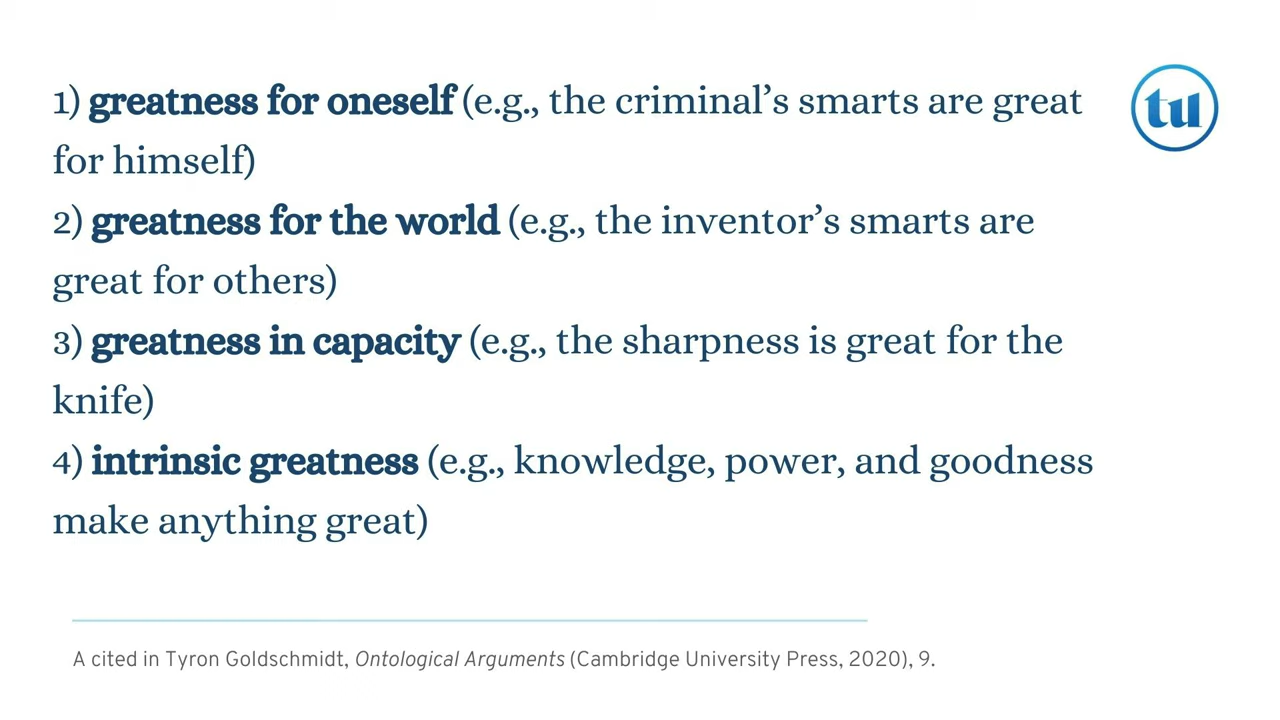 1) greatness for oneself (e.g., the criminal’s smarts are great
for himself)
2) greatness for the world (e.g., the inventor’s smarts are
great for others)
3) greatness in capacity (e.g., the sharpness is great for the
knife)
4) intrinsic greatness (e.g., knowledge, power, and goodness
make anything great)
tu
A cited in Tyron Goldschmidt, Ontological Arguments (Cambridge University Press, 2020), 9.